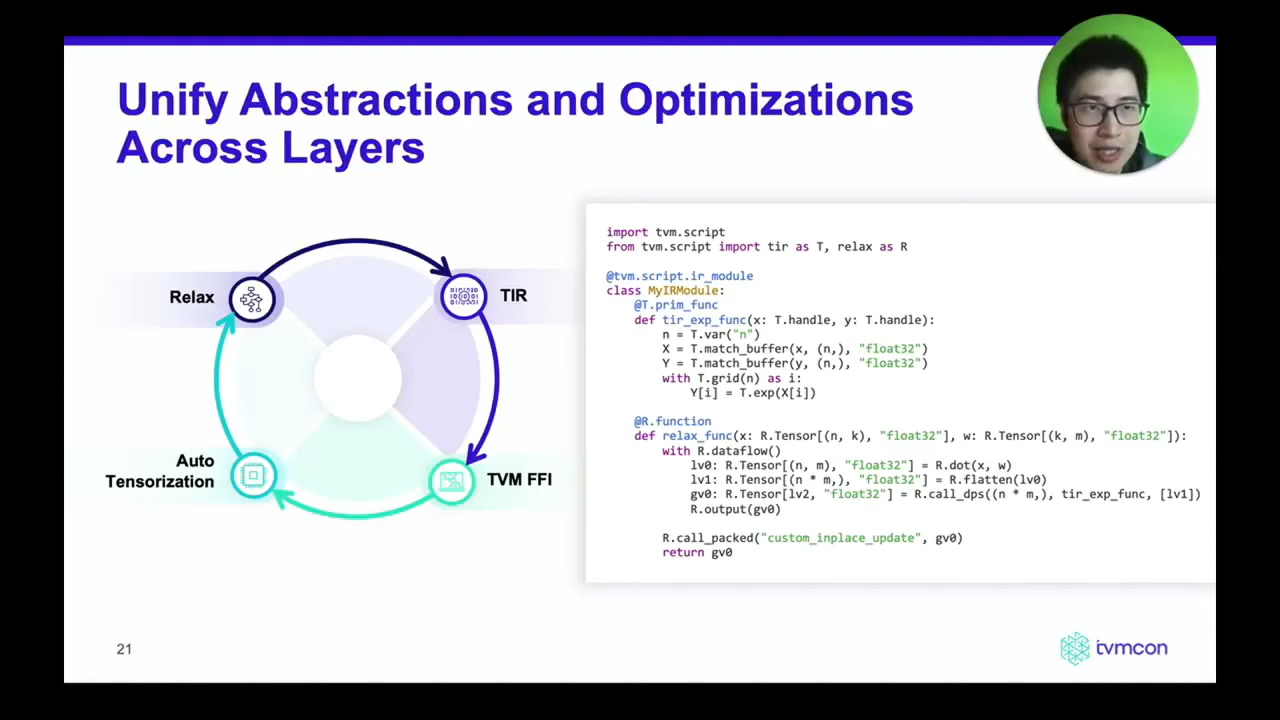 Unify Abstractions and Optimizations
Across Layers
Relax
TIR
Auto
Tensorization
TVM FFI
import tvm.script
from tvm.script import tir as T, relax as R
@tvm.script.ir_module
class MyIRModule:
@T.prim_func
def tir_exp_func(x: T.handle, y: T.handle):
n = T.var("n")
X = T.match_buffer(x, (n,), "float32")
Y = T.match_buffer(y, (n,), "float32")
with T.grid(n) as i:
Y[i] = T.exp(X[i])
@R.function
def relax_func(x: R.Tensor[(n, k), "float32"], w: R.Tensor[(k, m), "float32"]):
with R.dataflow()
lv0: R.Tensor[(n, m), "float32"] = R.dot(x, w)
lv1: R.Tensor[(n * m,), "float32"] = R.flatten(lv0)
gv0: R.Tensor[lv2, "float32"] = R.call_dps((n * m,), tir_exp_func, [lv1])
R.output(gv0)
R.call_packed("custom_inplace_update", gv0)
return gv0
21
tvmcon